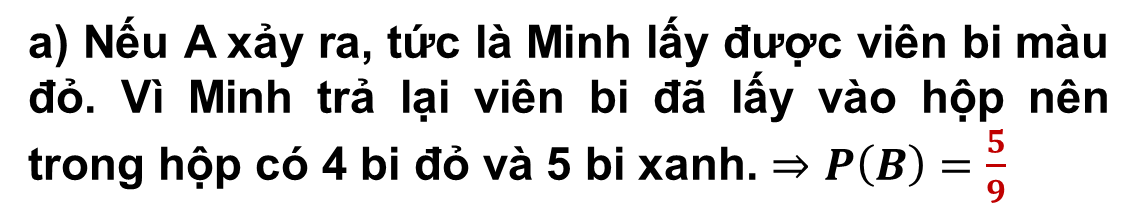 a) Nếu A xảy ra, tức là Minh lấy được viên bi màu
đỏ. Vì Minh trả lại viên bi đã lấy vào hộp nên
trong hộp có 4 bi đỏ và 5 bi xanh. ⇒ P(B) = 5/9